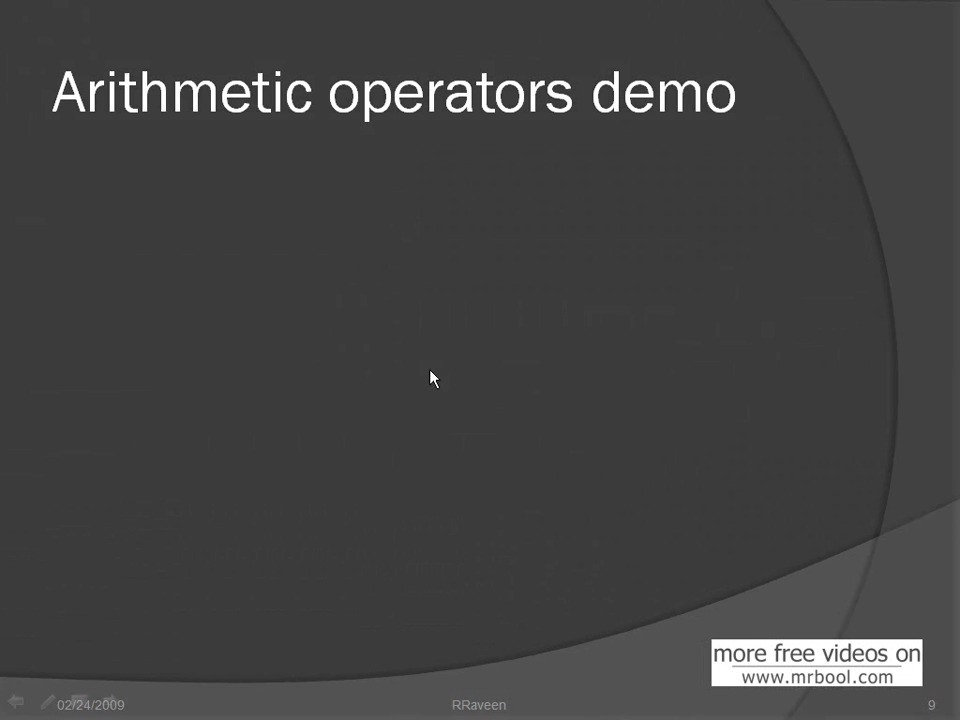 Arithmetic operators demo
more free videos on
www.mrbool.com
02/24/2009
RRaveen
9